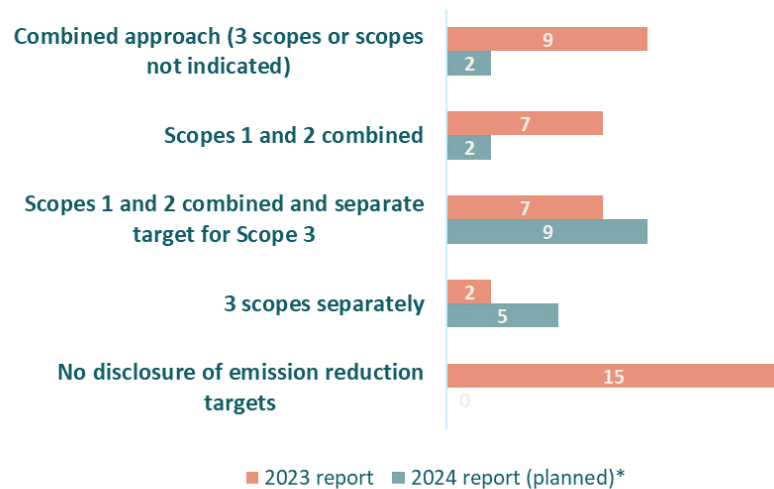 Combined approach (3 scopes or scopes
not indicated)
9
2
Scopes 1 and 2 combined
7
2
Scopes 1 and 2 combined and separate
target for Scope 3
7
9
3 scopes separately
2
5
No disclosure of emission reduction
targets
15
0
2023 report
2024 report (planned)*